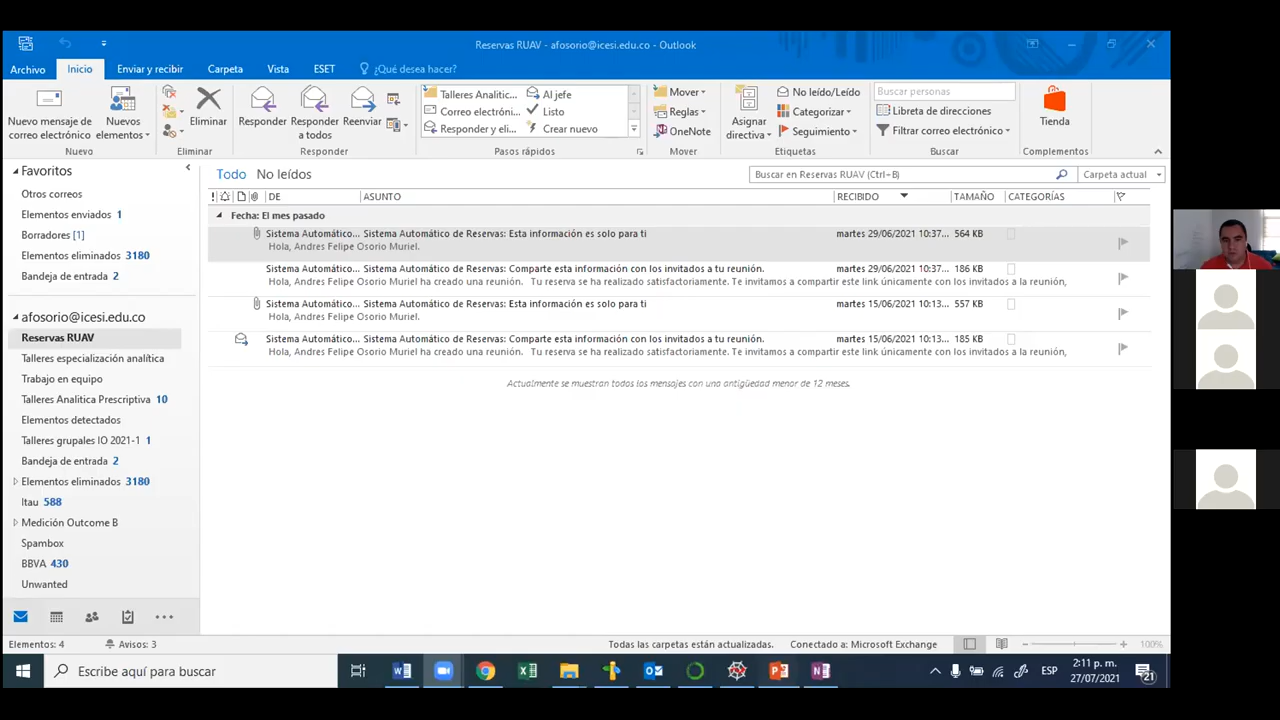 Reservas RUAV - afosorio@icesi.edu.co - Outlook
Archivo Inicio Enviar y recibir Carpeta Vista ESET ¿Qué desea hacer?
Nuevo mensaje de correo electrónico
Nuevos elementos
Nuevo
Eliminar
Eliminar
Responder
Responder a todos
Reenviar
Responder
Talleres Analitic...
Correo electróni...
Responder y eli...
Al jefe
Listo
Crear nuevo
Pasos rápidos
Mover
Reglas
OneNote
Mover
Asignar directiva
No leído/Leído
Categorizar
Seguimiento
Etiquetas
Buscar personas
Libreta de direcciones
Filtrar correo electrónico
Buscar
Tienda
Complementos
Favoritos
Otros correos
Elementos enviados 1
Borradores [1]
Elementos eliminados 3180
Bandeja de entrada 2
afosorio@icesi.edu.co
Reservas RUAV
Talleres especialización analítica
Trabajo en equipo
Talleres Analitica Prescriptiva 10
Elementos detectados
Talleres grupales IO 2021-1 1
Bandeja de entrada 2
Elementos eliminados 3180
Itau 588
Medición Outcome B
Spambox
BBVA 430
Unwanted
Todo No leídos
Buscar en Reservas RUAV (Ctrl+B)
Carpeta actual
DE ASUNTO RECIBIDO TAMAÑO CATEGORÍAS
Fecha: El mes pasado
Sistema Automático... Sistema Automático de Reservas: Esta información es solo para ti martes 29/06/2021 10:37... 564 KB
Hola, Andres Felipe Osorio Muriel.
Sistema Automático... Sistema Automático de Reservas: Comparte esta información con los invitados a tu reunión. martes 29/06/2021 10:37... 186 KB
Hola, Andres Felipe Osorio Muriel ha creado una reunión. Tu reserva se ha realizado satisfactoriamente. Te invitamos a compartir este link únicamente con los invitados a la reunión,
Sistema Automático... Sistema Automático de Reservas: Esta información es solo para ti martes 15/06/2021 10:13... 557 KB
Hola, Andres Felipe Osorio Muriel.
Sistema Automático... Sistema Automático de Reservas: Comparte esta información con los invitados a tu reunión. martes 15/06/2021 10:13... 185 KB
Hola, Andres Felipe Osorio Muriel ha creado una reunión. Tu reserva se ha realizado satisfactoriamente. Te invitamos a compartir este link únicamente con los invitados a la reunión,
Actualmente se muestran todos los mensajes con una antigüedad menor de 12 meses.
Elementos: 4 Avisos: 3 Todas las carpetas están actualizadas. Conectado a: Microsoft Exchange 100%
Escribe aquí para buscar
ESP
2:11 p. m.
27/07/2021
21